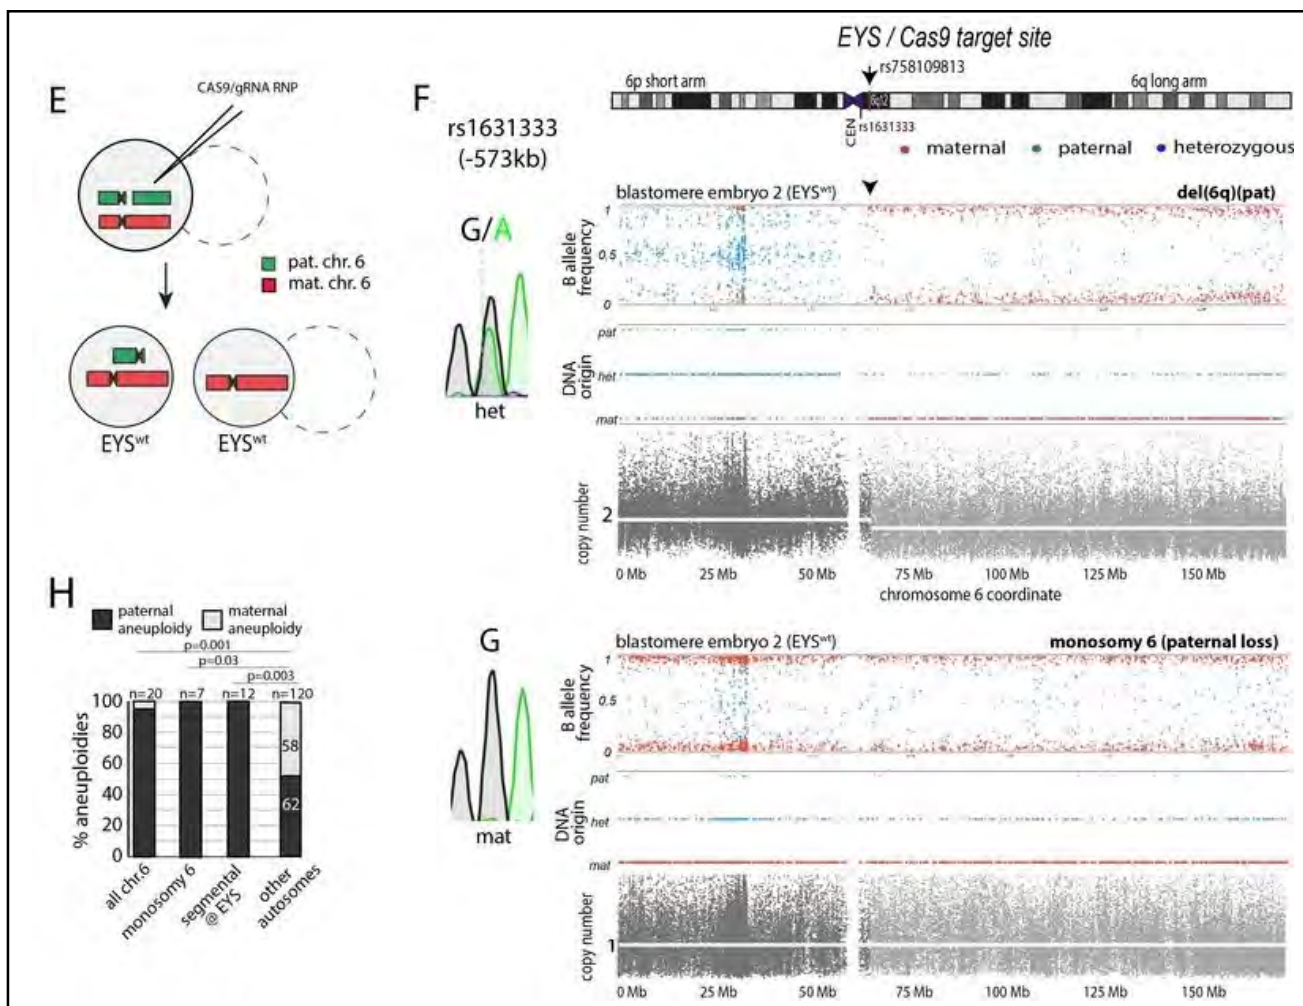 E
CAS9/gRNA RNP
pat. chr. 6
mat. chr. 6
EYSwt
EYSwt
F
rs1631333
(-573kb)
G/A
het
EYS / Cas9 target site
rs758109813
6p short arm
6q long arm
6q12
CEN
rs1631333
maternal
paternal
heterozygous
blastomere embryo 2 (EYSwt)
del(6q)(pat)
B allele
frequency
1
0.5
0
DNA
origin
pat
het
mat
copy number
2
0 Mb 25 Mb 50 Mb 75 Mb 100 Mb 125 Mb 150 Mb
chromosome 6 coordinate
G
mat
blastomere embryo 2 (EYSwt)
monosomy 6 (paternal loss)
B allele
frequency
1
0.5
0
DNA
origin
pat
het
mat
copy number
1
0 Mb 25 Mb 50 Mb 75 Mb 100 Mb 125 Mb 150 Mb
H
paternal
aneuploidy
maternal
aneuploidy
p=0.001
p=0.03
p=0.003
n=20 n=7 n=12 n=120
% aneuploidies
100
80
60
40
20
0
58
62
all chr.6
monosomy 6
segmental
@ EYS
other
autosomes